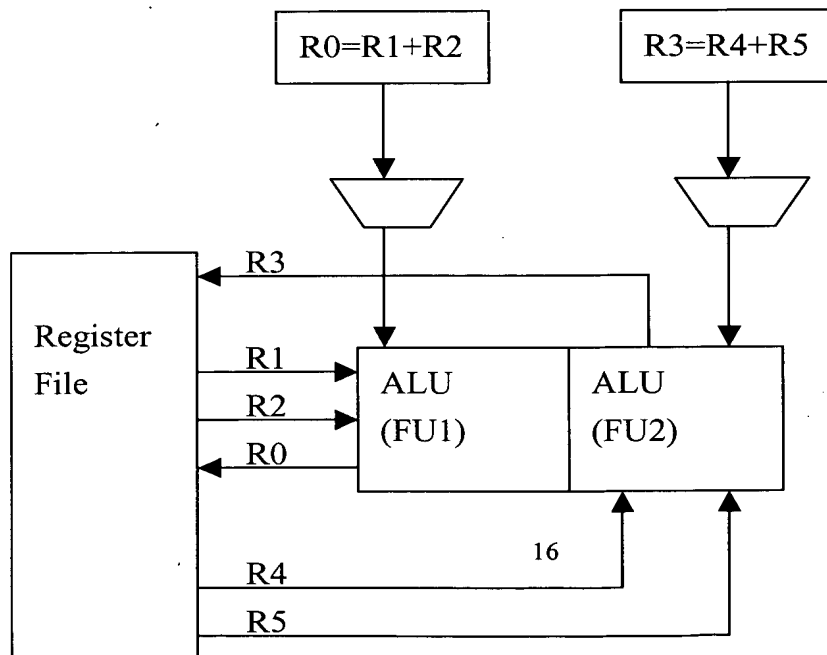 R0=R1+R2
R3=R4+R5
R3
Register
File
R1
R2
R0
ALU
(FU1)
ALU
(FU2)
16
R4
R5